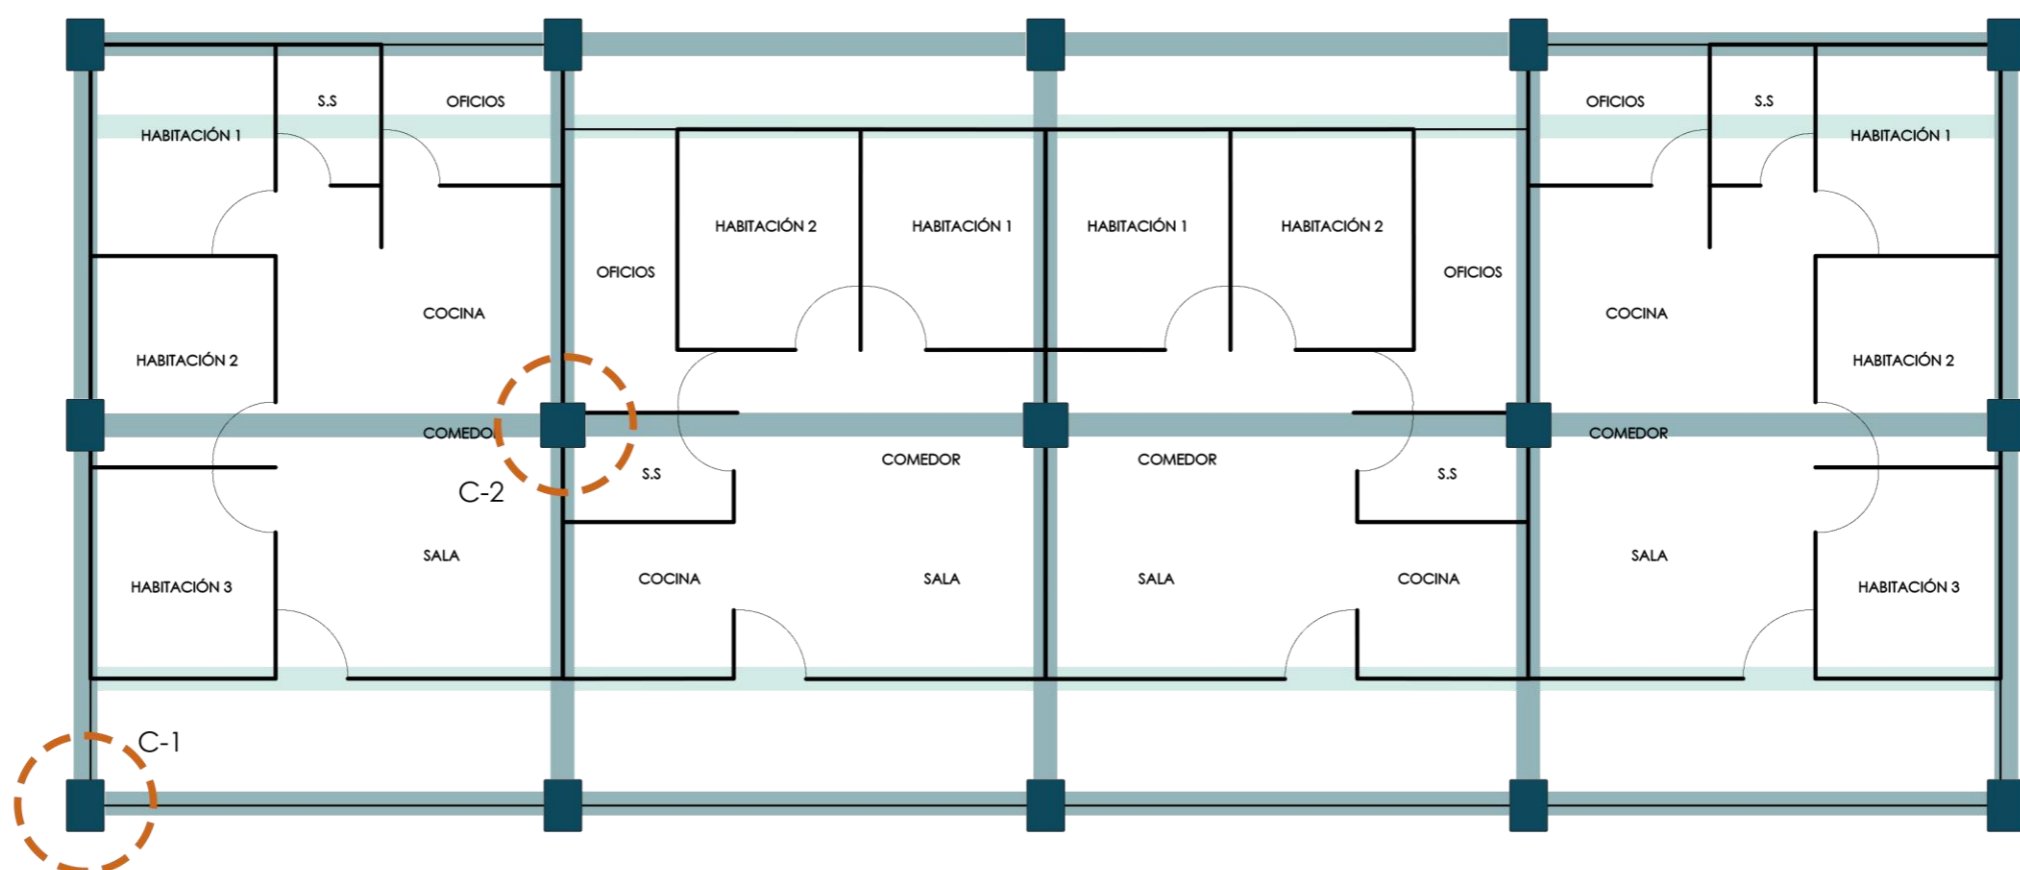 S.S
OFICIOS
OFICIOS
S.S
HABITACIÓN 1
HABITACIÓN 1
HABITACIÓN 2
HABITACIÓN 1
HABITACIÓN 1
HABITACIÓN 2
OFICIOS
OFICIOS
COCINA
COCINA
HABITACIÓN 2
HABITACIÓN 2
COMEDO
COMEDOR
COMEDOR
COMEDOR
S.S
S.S
C-2
SALA
SALA
COCINA
SALA
SALA
COCINA
HABITACIÓN 3
HABITACIÓN 3
C-1